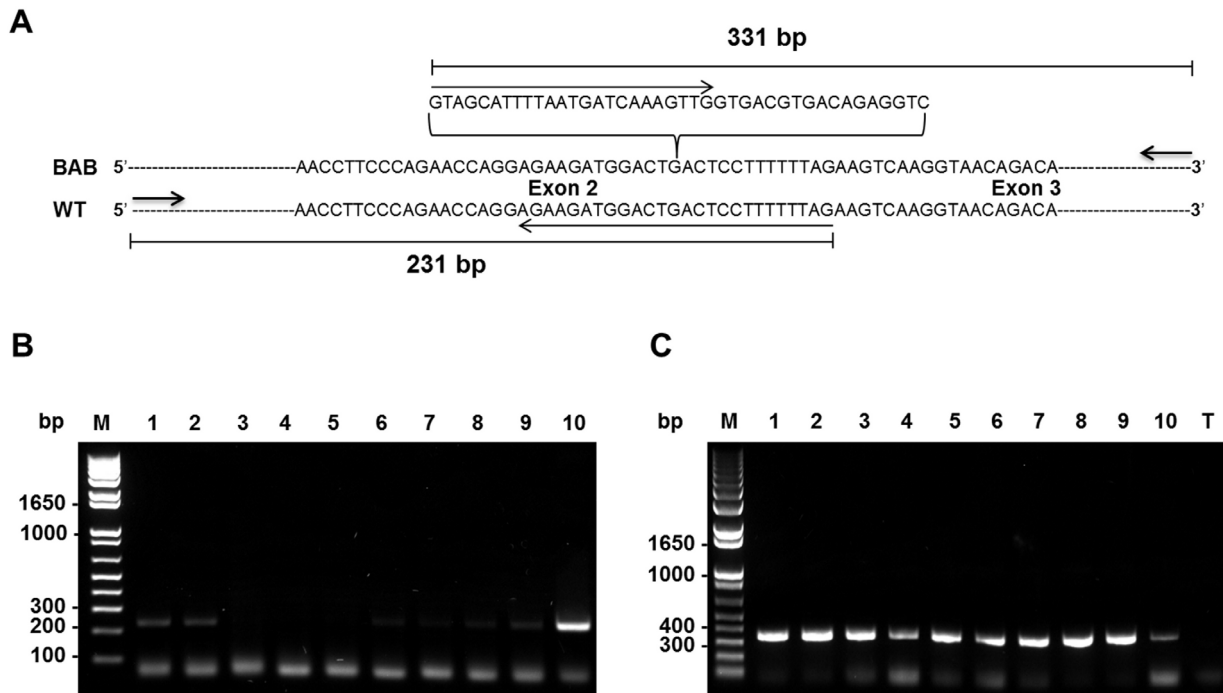 A
331 bp
GTAGCATTTTAATGATCAAAGTTGGTGACGTGACAGAGGTC
BAB 5'----------------------AACCTTCCCAGAACCAGGAGAAGATGGACTGACTCCTTTTTTAGAAGTCAAGGTAACAGACA------------------3'
Exon 2 Exon 3
WT 5'----------------------AACCTTCCCAGAACCAGGAGAAGATGGACTGACTCCTTTTTTAGAAGTCAAGGTAACAGACA------------------3'
231 bp
B
bp M 1 2 3 4 5 6 7 8 9 10
1650 -
1000 -
300 -
200 -
100 -
C
bp M 1 2 3 4 5 6 7 8 9 10 T
1650 -
1000 -
400 -
300 -